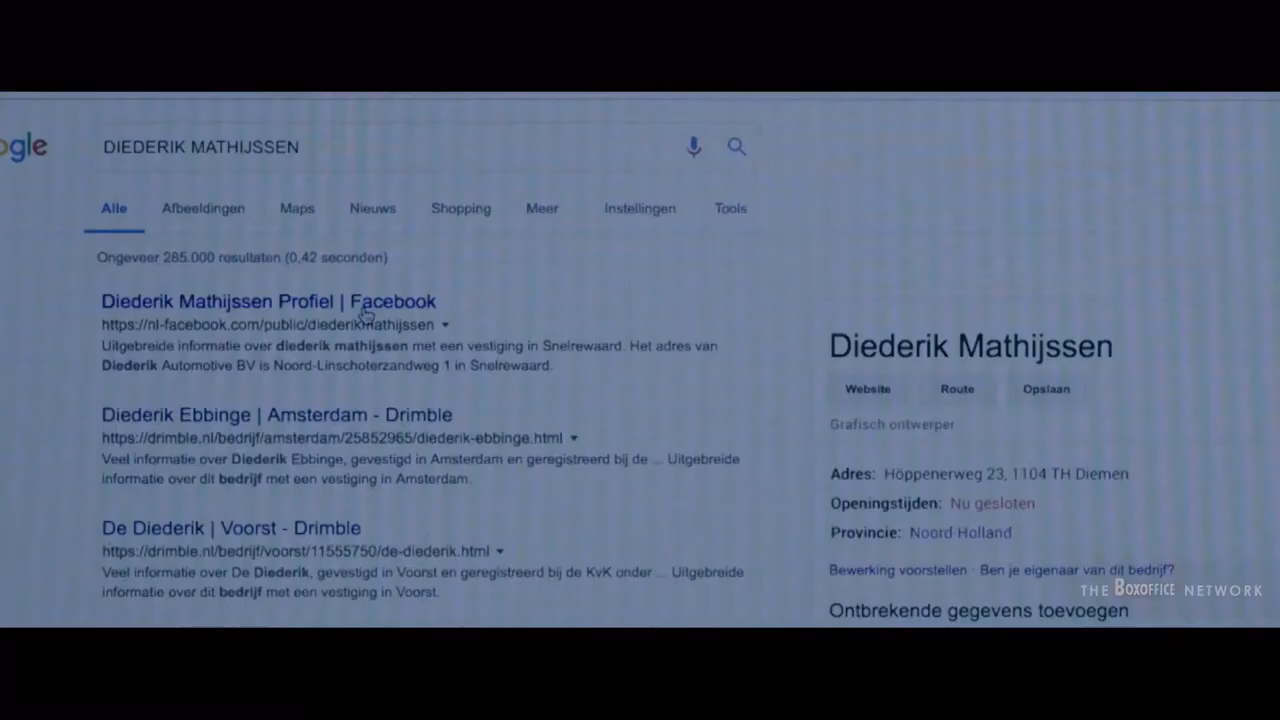 ogle
DIEDERIK MATHIJSSEN
Alle Afbeeldingen Maps Nieuws Shopping Meer Instellingen Tools
Ongeveer 285.000 resultaten (0,42 seconden)
Diederik Mathijssen Profiel | Facebook
https://nl-facebook.com/public/diederikmathijssen
Uitgebreide informatie over diederik mathijssen met een vestiging in Snelrewaard. Het adres van
Diederik Automotive BV is Noord-Linschoterzandweg 1 in Snelrewaard.
Diederik Ebbinge | Amsterdam - Drimble
https://drimble.nl/bedrijf/amsterdam/25852965/diederik-ebbinge.html
Veel informatie over Diederik Ebbinge, gevestigd in Amsterdam en geregistreerd bij de ... Uitgebreide
informatie over dit bedrijf met een vestiging in Amsterdam.
De Diederik | Voorst - Drimble
https://drimble.nl/bedrijf/voorst/11555750/de-diederik.html
Veel informatie over De Diederik, gevestigd in Voorst en geregistreerd bij de KvK onder ... Uitgebreide
informatie over dit bedrijf met een vestiging in Voorst.
Diederik Mathijssen
Website Route Opslaan
Grafisch ontwerper
Adres: Höppenerweg 23, 1104 TH Diemen
Openingstijden: Nu gesloten
Provincie: Noord-Holland
Bewerking voorstellen · Ben je eigenaar van dit bedrijf?
THE BOXOFFICE NETWORK
Ontbrekende gegevens toevoegen